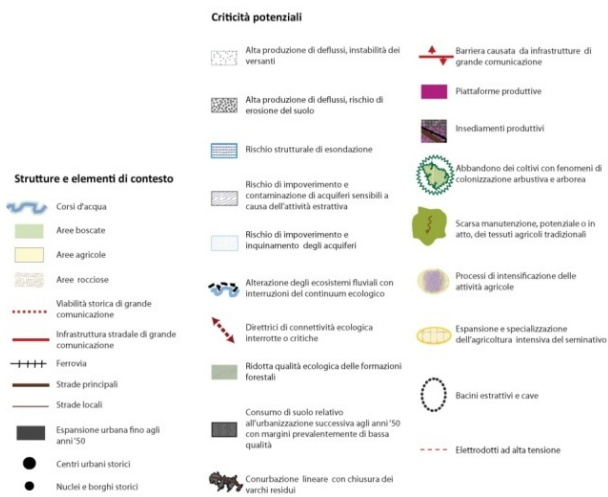 Criticità potenziali
Alta produzione di deflussi, instabilità dei
versanti
Alta produzione di deflussi, rischio di
erosione del suolo
Rischio strutturale di esondazione
Rischio di impoverimento e
contaminazione di acquiferi sensibili a
causa dell'attività estrattiva
Rischio di impoverimento e
inquinamento degli acquiferi
Alterazione degli ecosistemi fluviali con
interruzioni del continuum ecologico
Direttrici di connettività ecologica
interrotte o critiche
Ridotta qualità ecologica delle formazioni
forestali
Consumo di suolo relativo
all'urbanizzazione successiva agli anni '50
con margini prevalentemente di bassa
qualità
Conurbazione lineare con chiusura dei
varchi residui
Barriera causata da infrastrutture di
grande comunicazione
Piattaforme produttive
Insediamenti produttivi
Abbandono dei coltivi con fenomeni di
colonizzazione arbustiva e arborea
Scarsa manutenzione, potenziale o in
atto, dei tessuti agricoli tradizionali
Processi di intensificazione delle
attività agricole
Espansione e specializzazione
dell'agricoltura intensiva del seminativo
Bacini estrattivi e cave
Elettrodotti ad alta tensione
Strutture e elementi di contesto
Corsi d'acqua
Aree boscate
Aree agricole
Aree rocciose
Viabilità storica di grande
comunicazione
Infrastruttura stradale di grande
comunicazione
Ferrovia
Strade principali
Strade locali
Espansione urbana fino agli
anni '50
Centri urbani storici
Nuclei e borghi storici